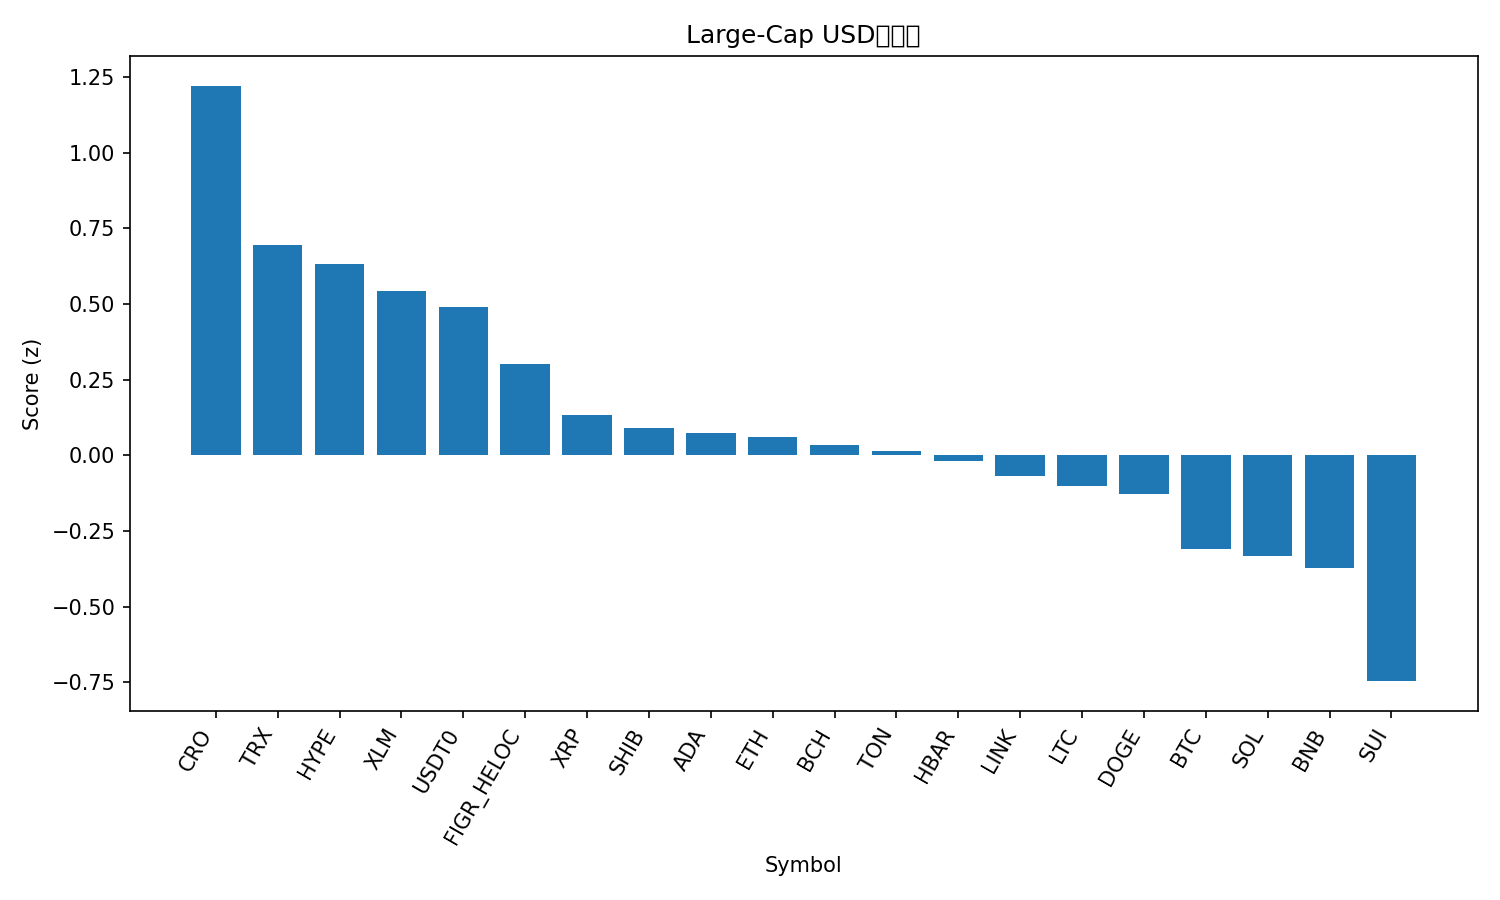 Large-Cap USD
Score (z)
1.25
1.00
0.75
0.50
0.25
0.00
−0.25
−0.50
−0.75
CRO
TRX
HYPE
XLM
USDT0
FIGR_HELOC
XRP
SHIB
ADA
ETH
BCH
TON
HBAR
LINK
LTC
DOGE
BTC
SOL
BNB
SUI
Symbol